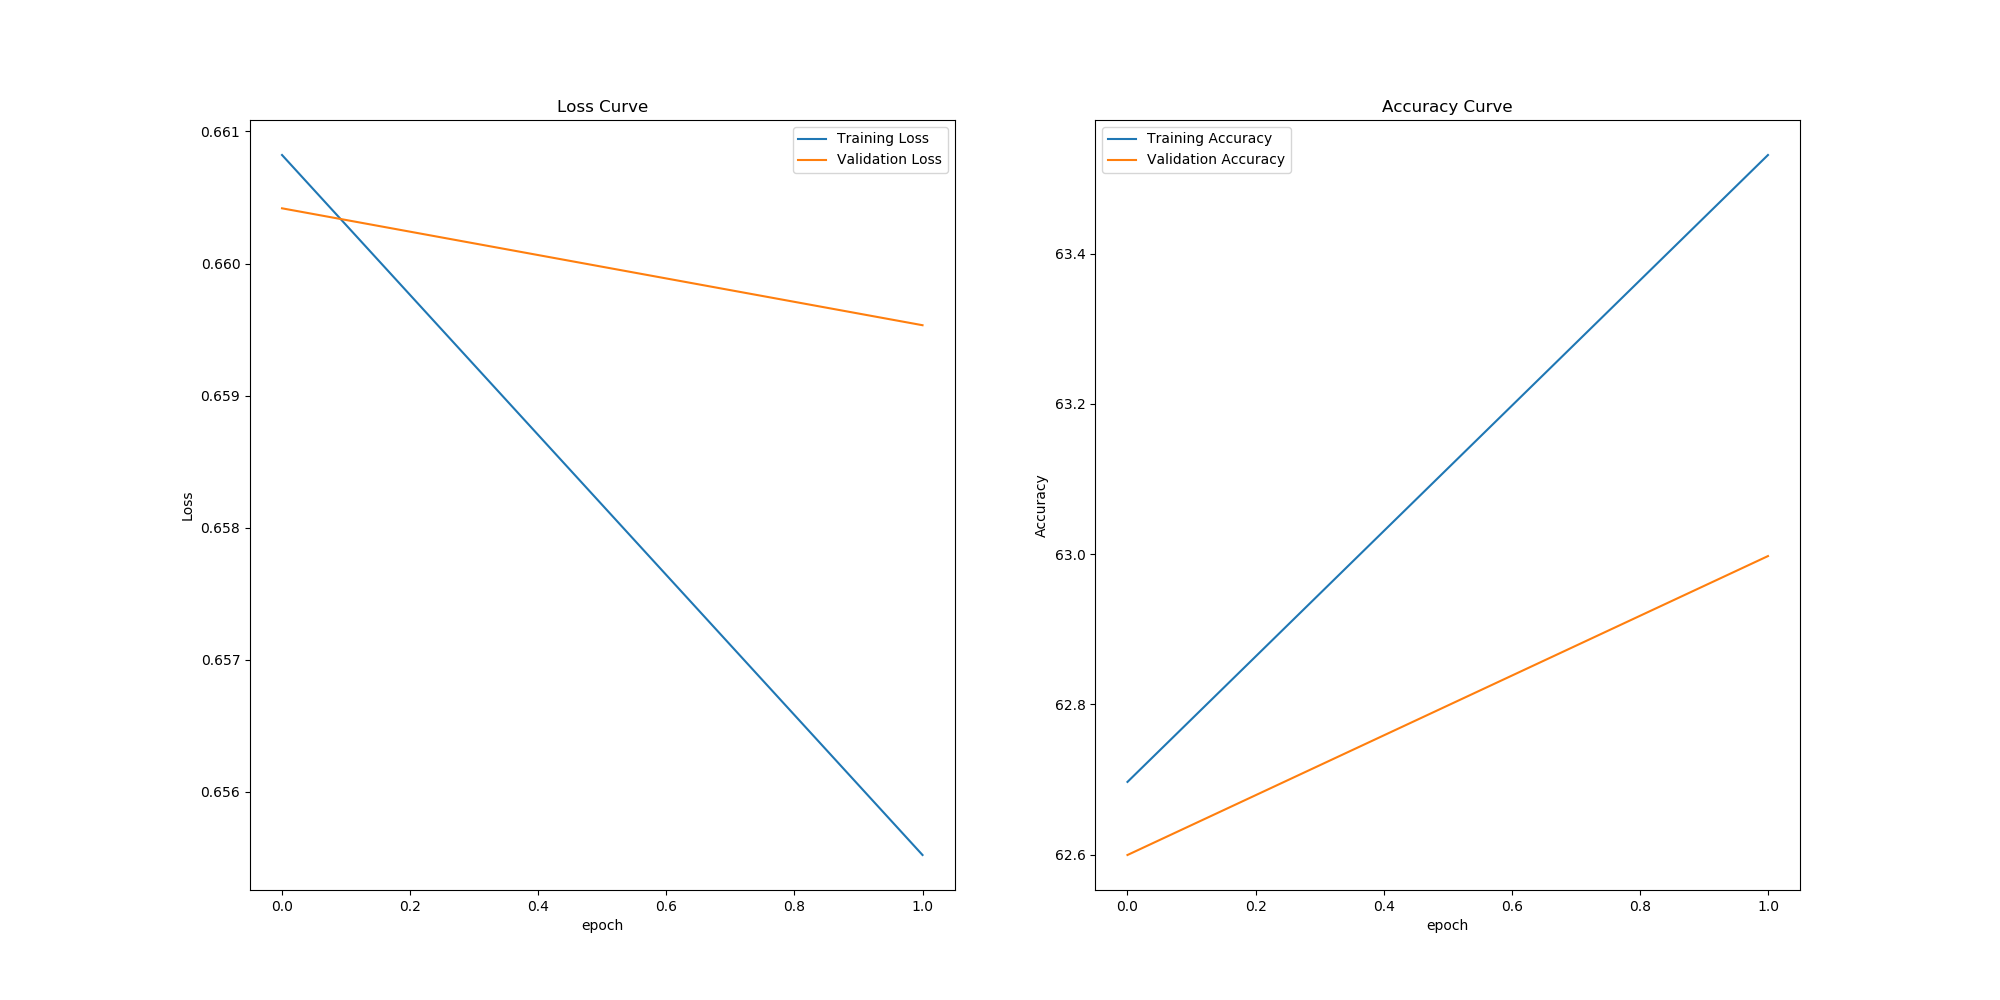 Loss Curve
Training Loss
Validation Loss
0.661
0.660
0.659
0.658
0.657
0.656
Loss
0.0 0.2 0.4 0.6 0.8 1.0
epoch
Accuracy Curve
Training Accuracy
Validation Accuracy
63.4
63.2
63.0
62.8
62.6
Accuracy
0.0 0.2 0.4 0.6 0.8 1.0
epoch